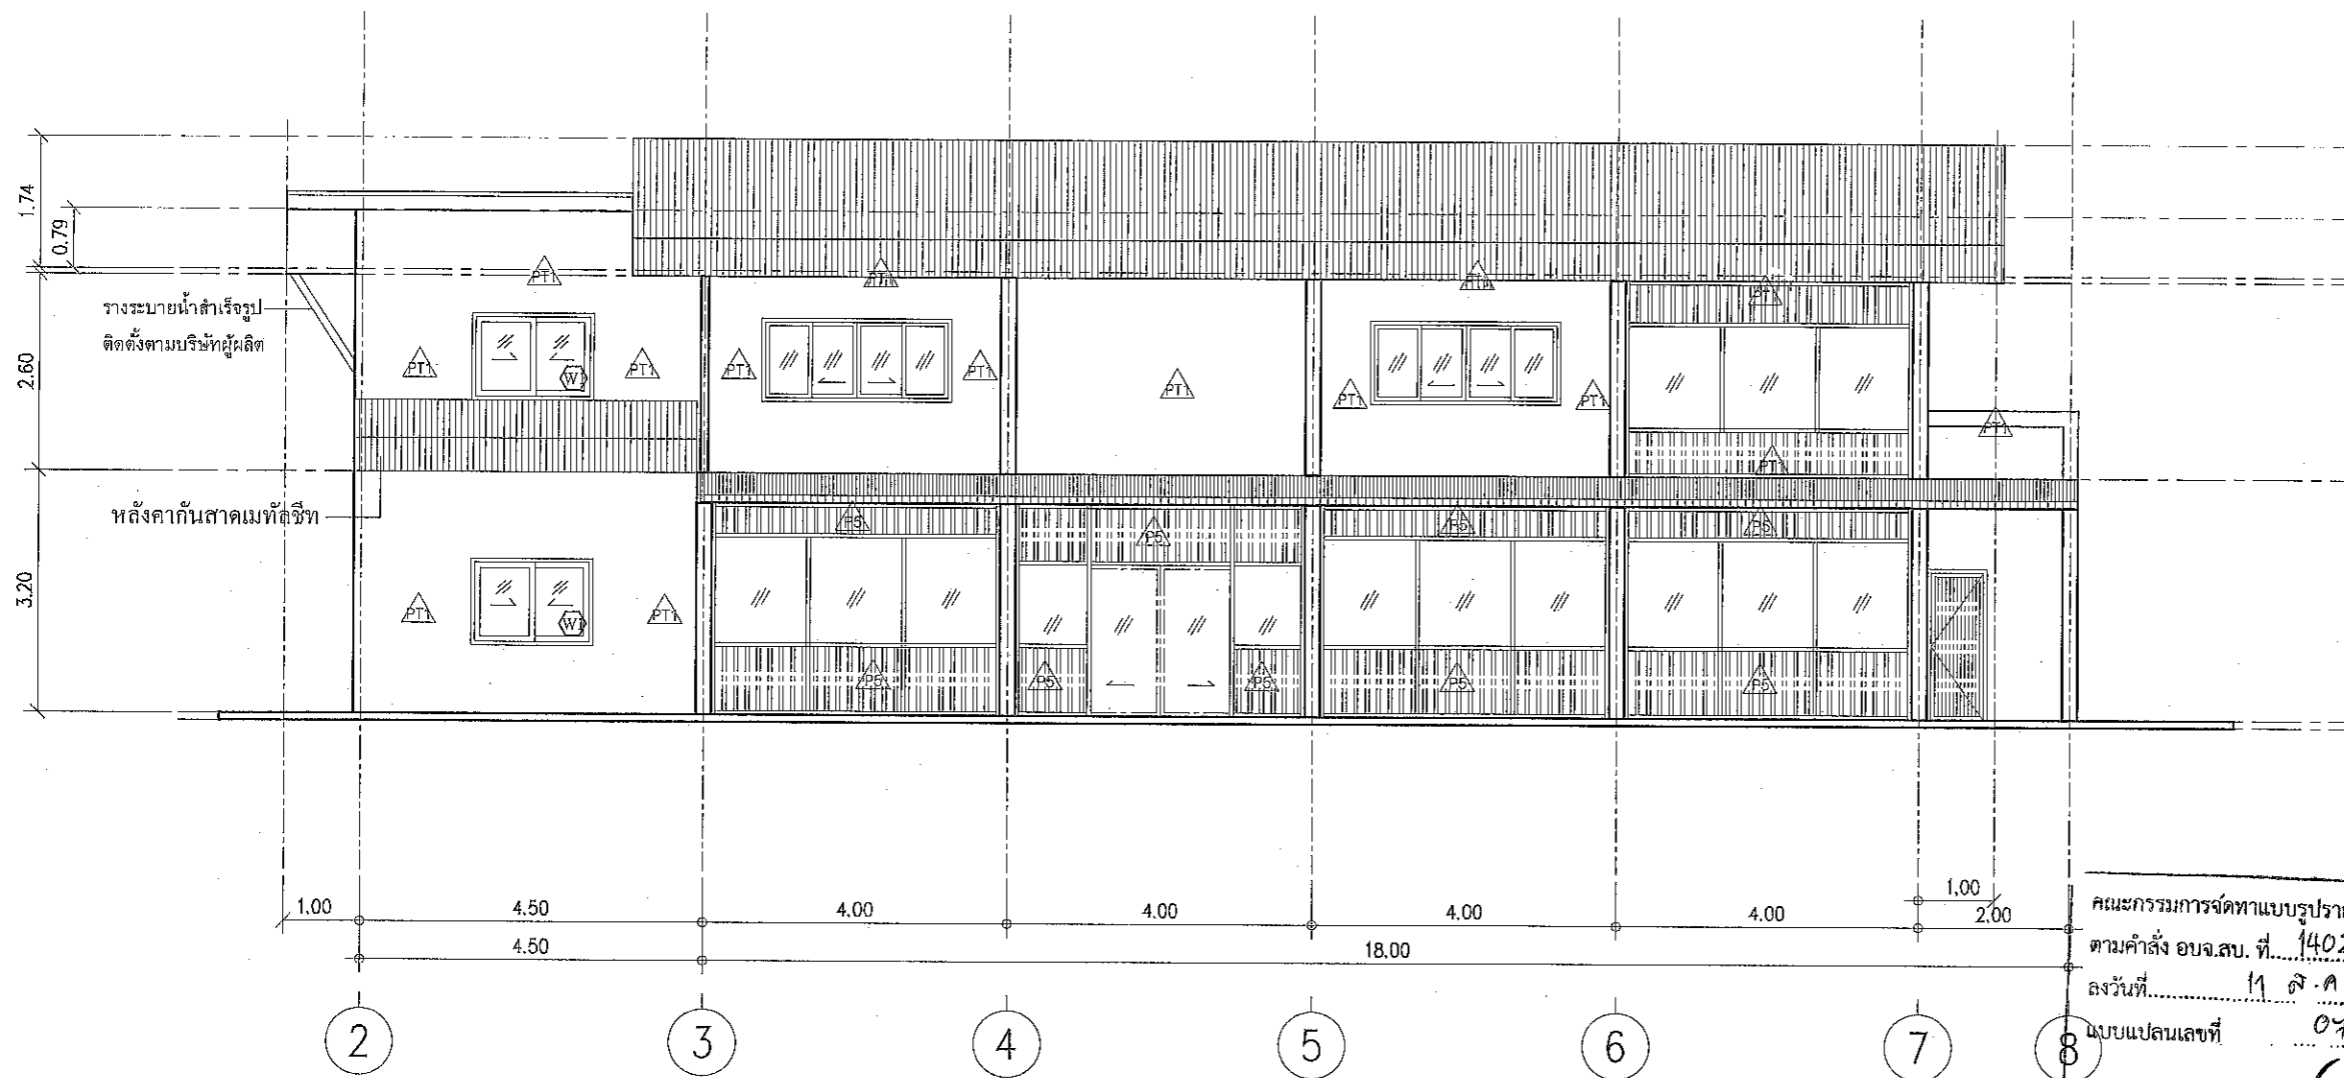 1.74
0.79
2.60
3.20
รางระบายน้ำสำเร็จรูป
ติดตั้งตามบริษัทผู้ผลิต
หลังคากันสาดเมทัลชีท
PT1 PT1 PT1 PT1
PT1 PT1 PT1 PT1 PT1 PT1 PT1
W1
PT1
PT1
P5 P5 P5 P5
PT1 PT1
W1
P5 P5 P5 P5 P5
1.00 4.50 4.00 4.00 4.00 4.00 1.00 2.00
4.50 18.00
2 3 4 5 6 7 8
คณะกรรมการจัดทำแบบรูปราย
ตามคำสั่ง อบจ.สบ. ที่ 1402
ลงวันที่ 11 ส.ค
แบบแปลนเลขที่